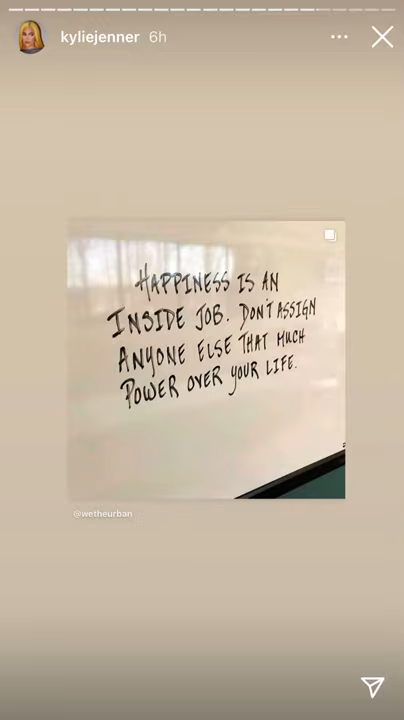 kyliejenner 6h
HAPPINESS IS AN
INSIDE JOB. DON'T ASSIGN
ANYONE ELSE THAT MUCH
POWER OVER YOUR LIFE.
@wetheurban